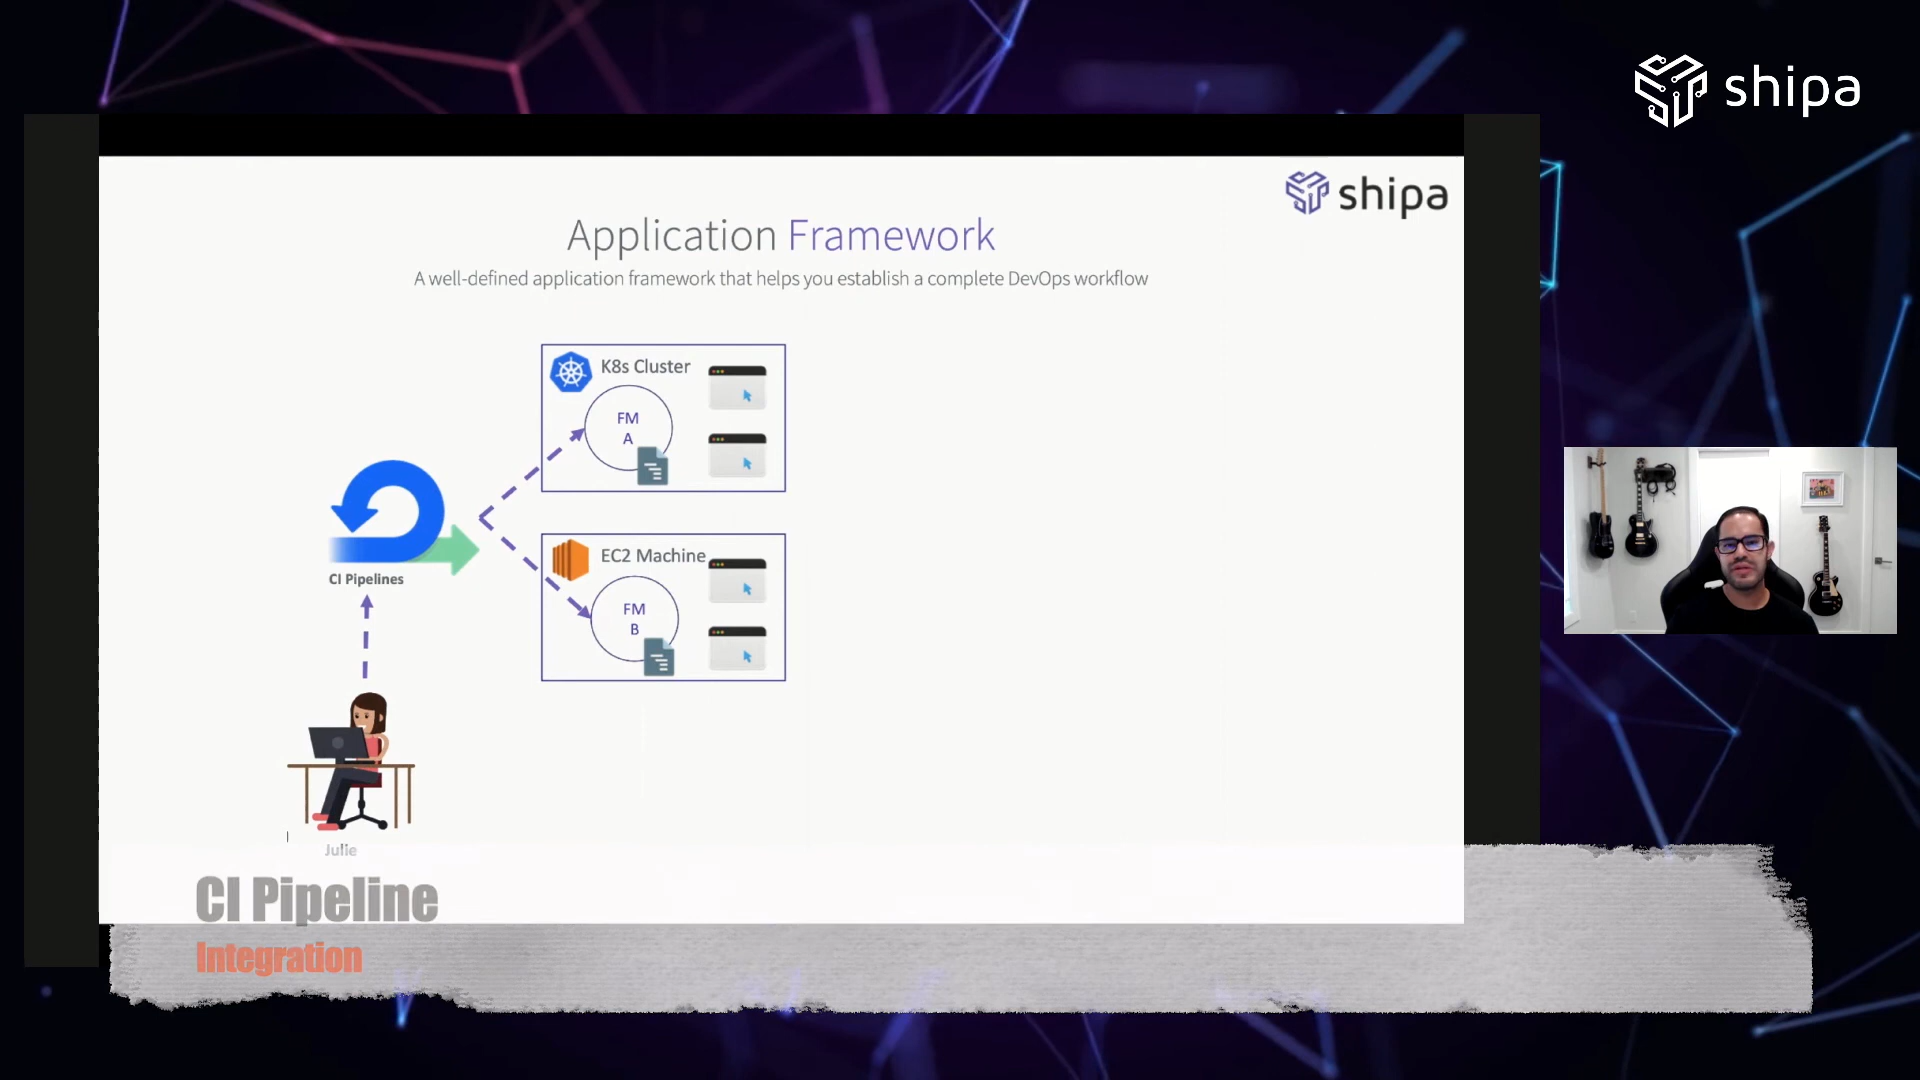 shipa
shipa
Application Framework
A well-defined application framework that helps you establish a complete DevOps workflow
K8s Cluster
FM
A
EC2 Machine
FM
B
CI Pipelines
Julie
CI Pipeline
Integration